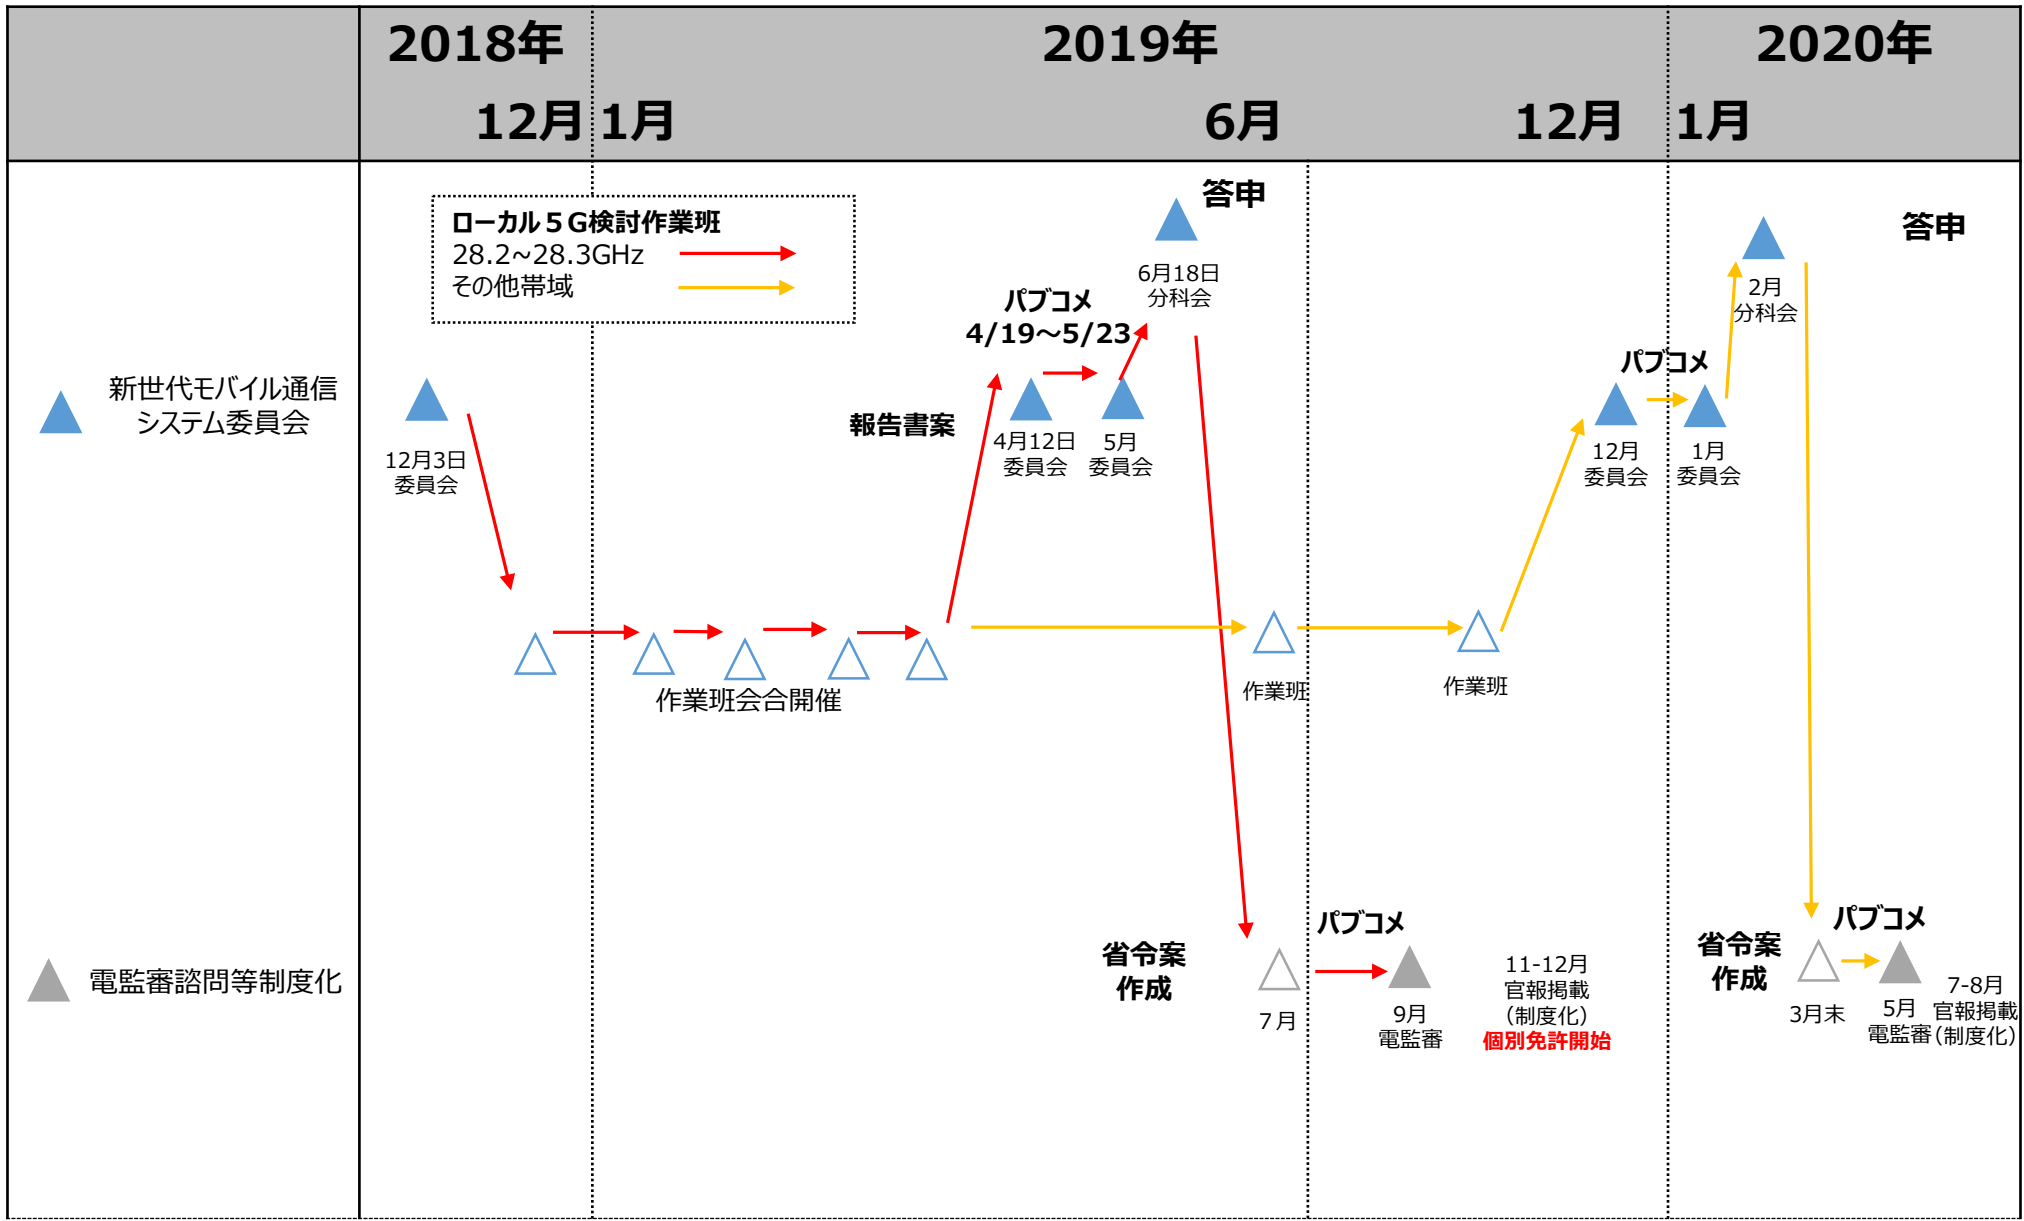 2018年
2019年
2020年
12月
1月
6月
12月
1月
ローカル５G検討作業班
28.2~28.3GHz
その他帯域
新世代モバイル通信
システム委員会
12月3日
委員会
報告書案
パブコメ
4/19～5/23
4月12日
委員会
5月
委員会
答申
6月18日
分科会
パブコメ
12月
委員会
1月
委員会
答申
2月
分科会
作業班会合開催
作業班
作業班
電監審諮問等制度化
省令案
作成
７月
パブコメ
9月
電監審
11-12月
官報掲載
（制度化）
個別免許開始
省令案
作成
3月末
パブコメ
5月
電監審
7-8月
官報掲載
（制度化）